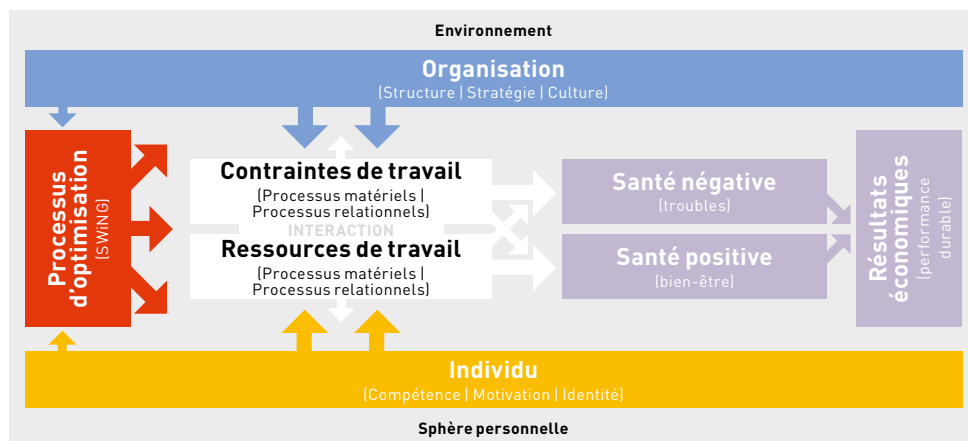 Environnement
Organisation
(Structure | Stratégie | Culture)
Processus
d'optimisation
(SWiNG)
Contraintes de travail
(Processus matériels |
Processus relationnels)
INTERACTION
Ressources de travail
(Processus matériels |
Processus relationnels)
Santé négative
(troubles)
Santé positive
(bien-être)
Résultats
économiques
(performance
durable)
Individu
(Compétence | Motivation | Identité)
Sphère personnelle